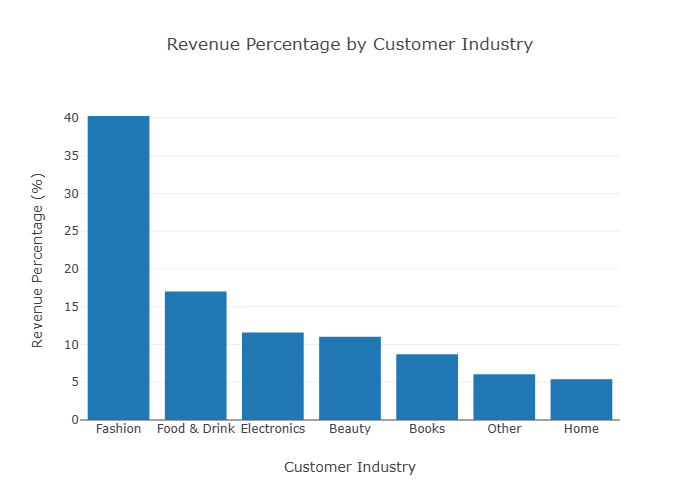 Revenue Percentage by Customer Industry
Revenue Percentage (%)
40
35
30
25
20
15
10
5
0
Fashion Food & Drink Electronics Beauty Books Other Home
Customer Industry